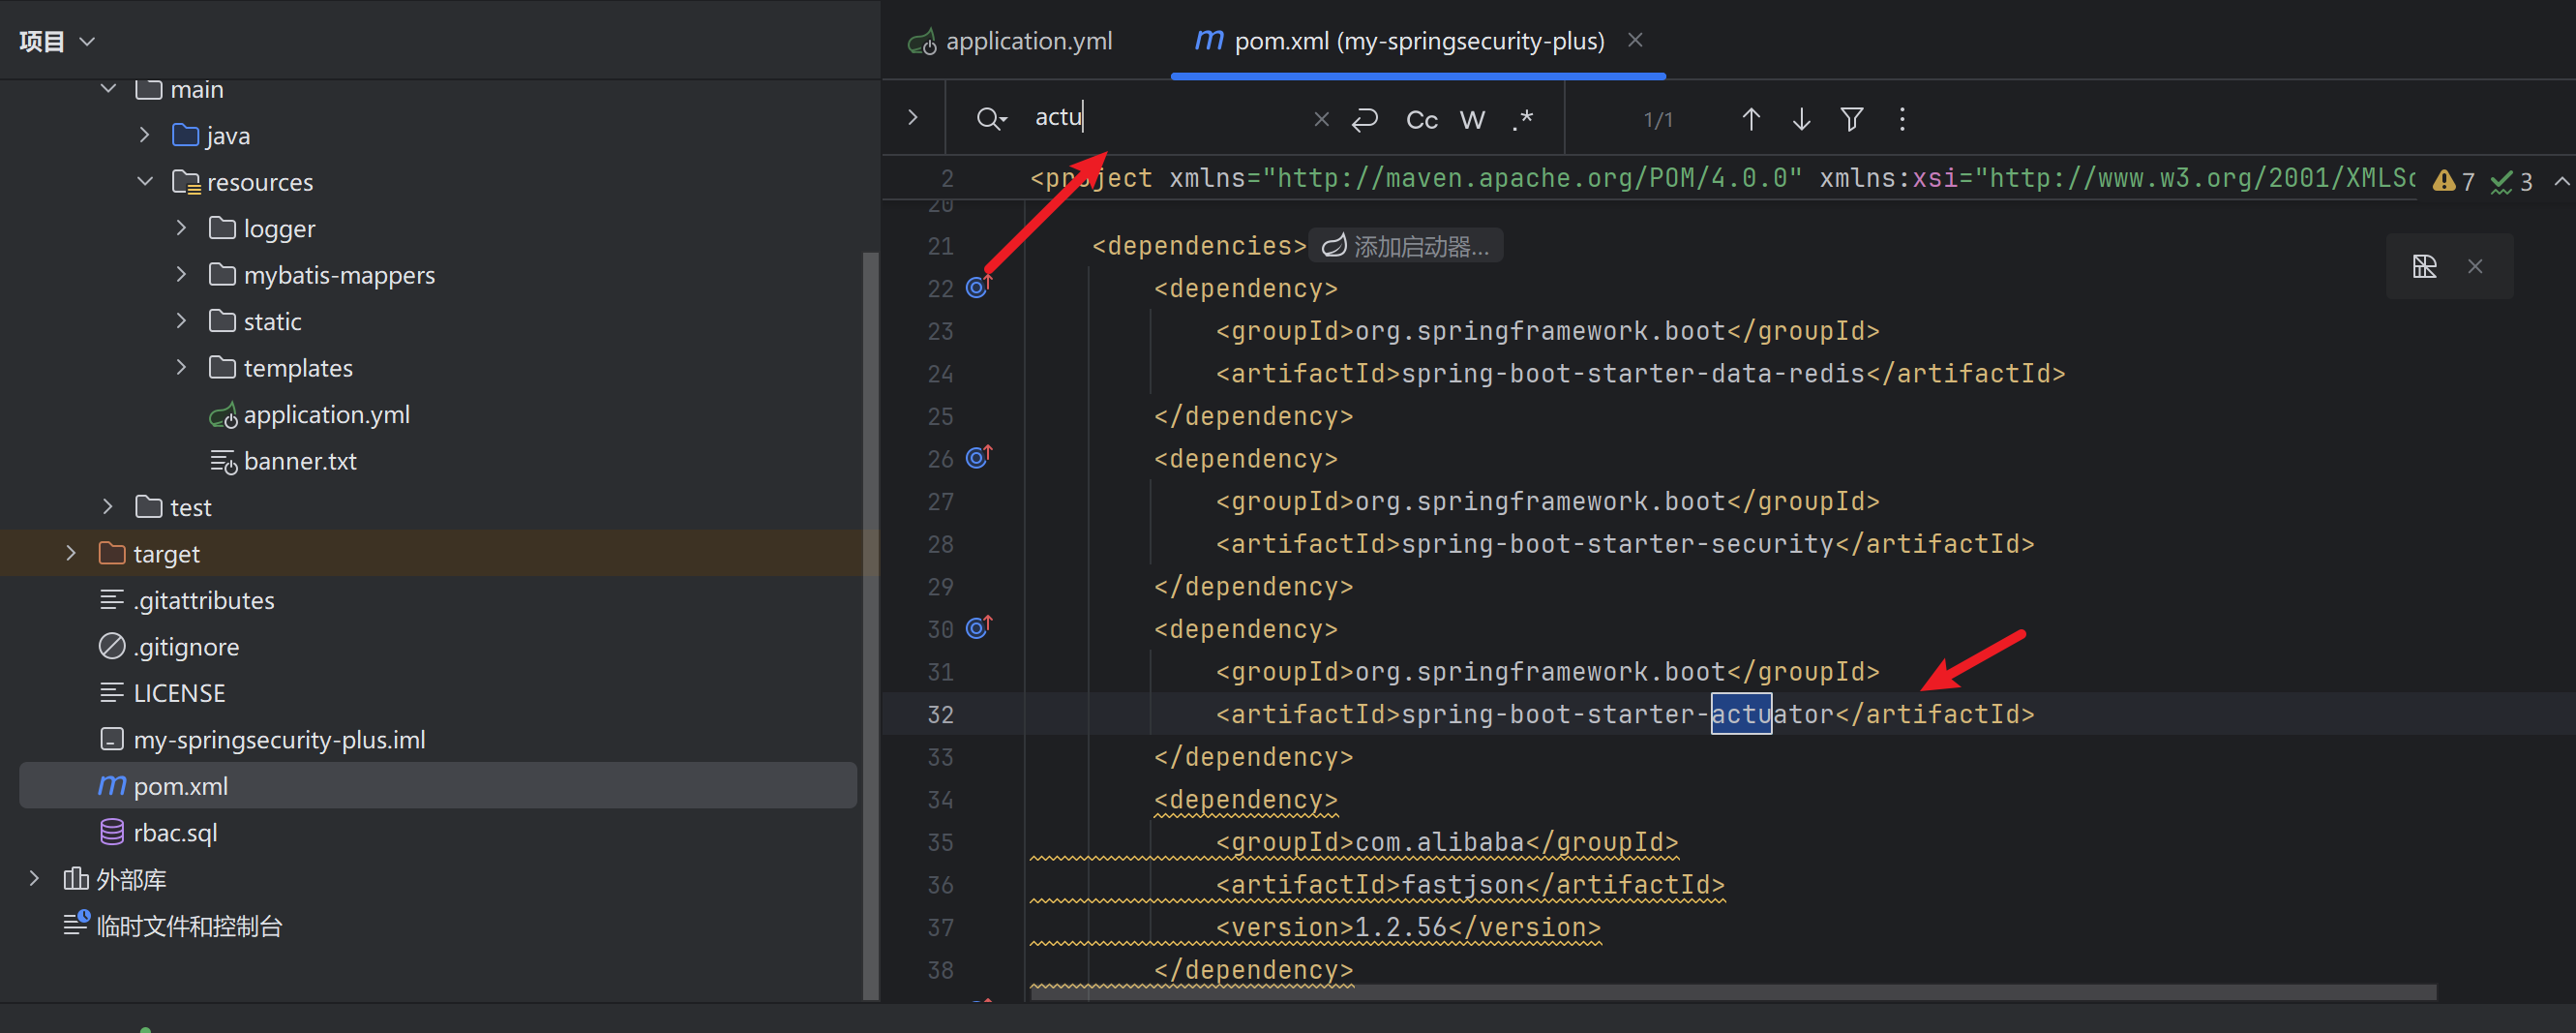 项目
main
java
resources
logger
mybatis-mappers
static
templates
application.yml
banner.txt
test
target
.gitattributes
.gitignore
LICENSE
my-springsecurity-plus.iml
pom.xml
rbac.sql
外部库
临时文件和控制台
application.yml
pom.xml (my-springsecurity-plus)
actu
Cc W .* 1/1
2 <project xmlns="http://maven.apache.org/POM/4.0.0" xmlns:xsi="http://www.w3.org/2001/XMLSc 7 3
20
21 <dependencies> 添加启动器...
22 <dependency>
23 <groupId>org.springframework.boot</groupId>
24 <artifactId>spring-boot-starter-data-redis</artifactId>
25 </dependency>
26 <dependency>
27 <groupId>org.springframework.boot</groupId>
28 <artifactId>spring-boot-starter-security</artifactId>
29 </dependency>
30 <dependency>
31 <groupId>org.springframework.boot</groupId>
32 <artifactId>spring-boot-starter-actuator</artifactId>
33 </dependency>
34 <dependency>
35 <groupId>com.alibaba</groupId>
36 <artifactId>fastjson</artifactId>
37 <version>1.2.56</version>
38 </dependency>